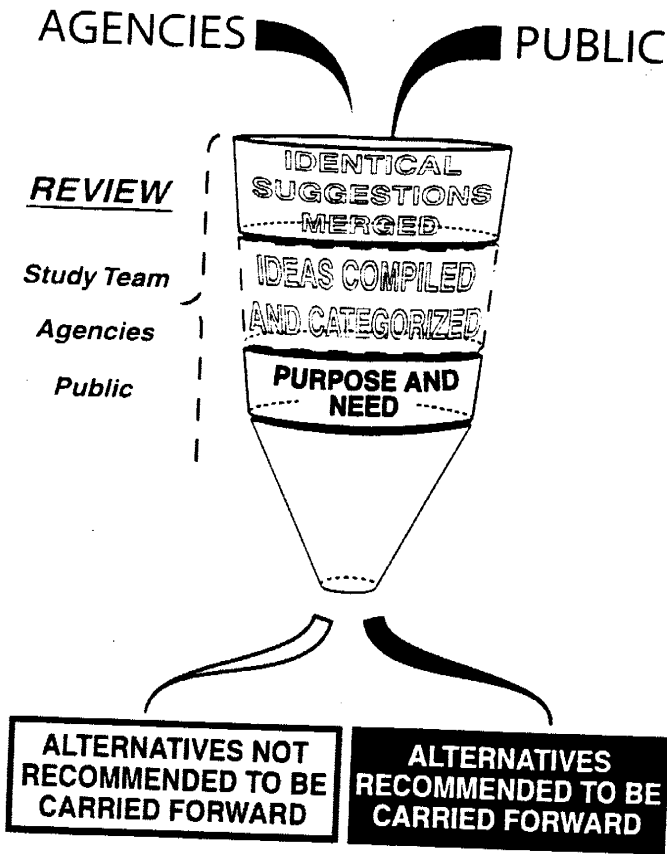 AGENCIES
PUBLIC
REVIEW
Study Team
Agencies
Public
IDENTICAL
SUGGESTIONS
MERGED
IDEAS COMPILED
AND CATEGORIZED
PURPOSE AND
NEED
ALTERNATIVES NOT
RECOMMENDED TO BE
CARRIED FORWARD
ALTERNATIVES
RECOMMENDED TO BE
CARRIED FORWARD